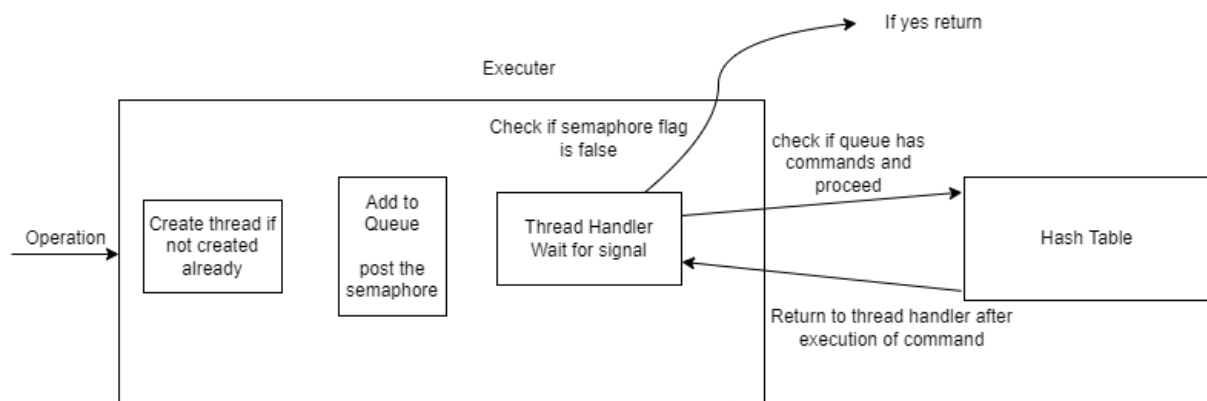 If yes return
Executer
Check if semaphore flag
is false
check if queue has
commands and
proceed
Operation
Create thread if
not created
already
Add to
Queue
post the
semaphore
Thread Handler
Wait for signal
Hash Table
Return to thread handler after
execution of command